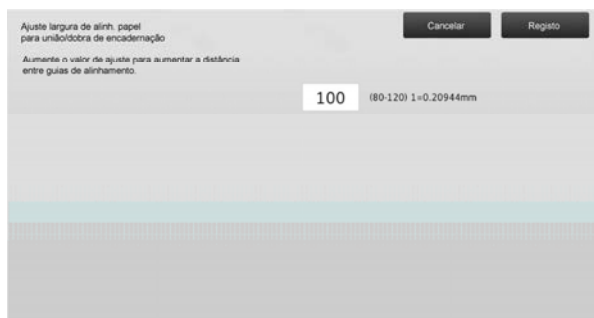 Ajuste largura de alinh. papel
para união/dobra de encadernação
Cancelar
Registo
Aumente o valor de ajuste para aumentar a distância
entre guias de alinhamento.
100
(80-120) 1=0.20944mm